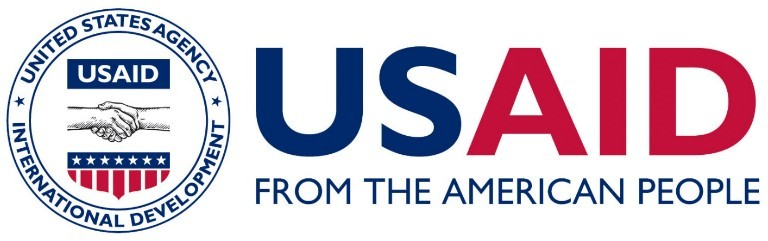 UNITED STATES AGENCY
USAID
INTERNATIONAL DEVELOPMENT
USAID
FROM THE AMERICAN PEOPLE